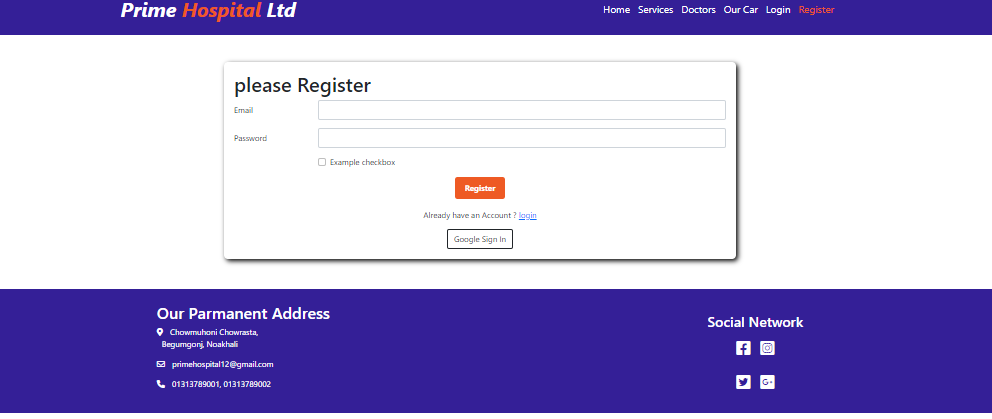 Prime Hospital Ltd
Home Services Doctors Our Car Login Register
please Register
Email
Password
Example checkbox
Register
Already have an Account ? login
Google Sign In
Our Parmanent Address
Chowmuhoni Chowrasta,
Begumgonj, Noakhali
primehospital12@gmail.com
01313789001, 01313789002
Social Network
G+